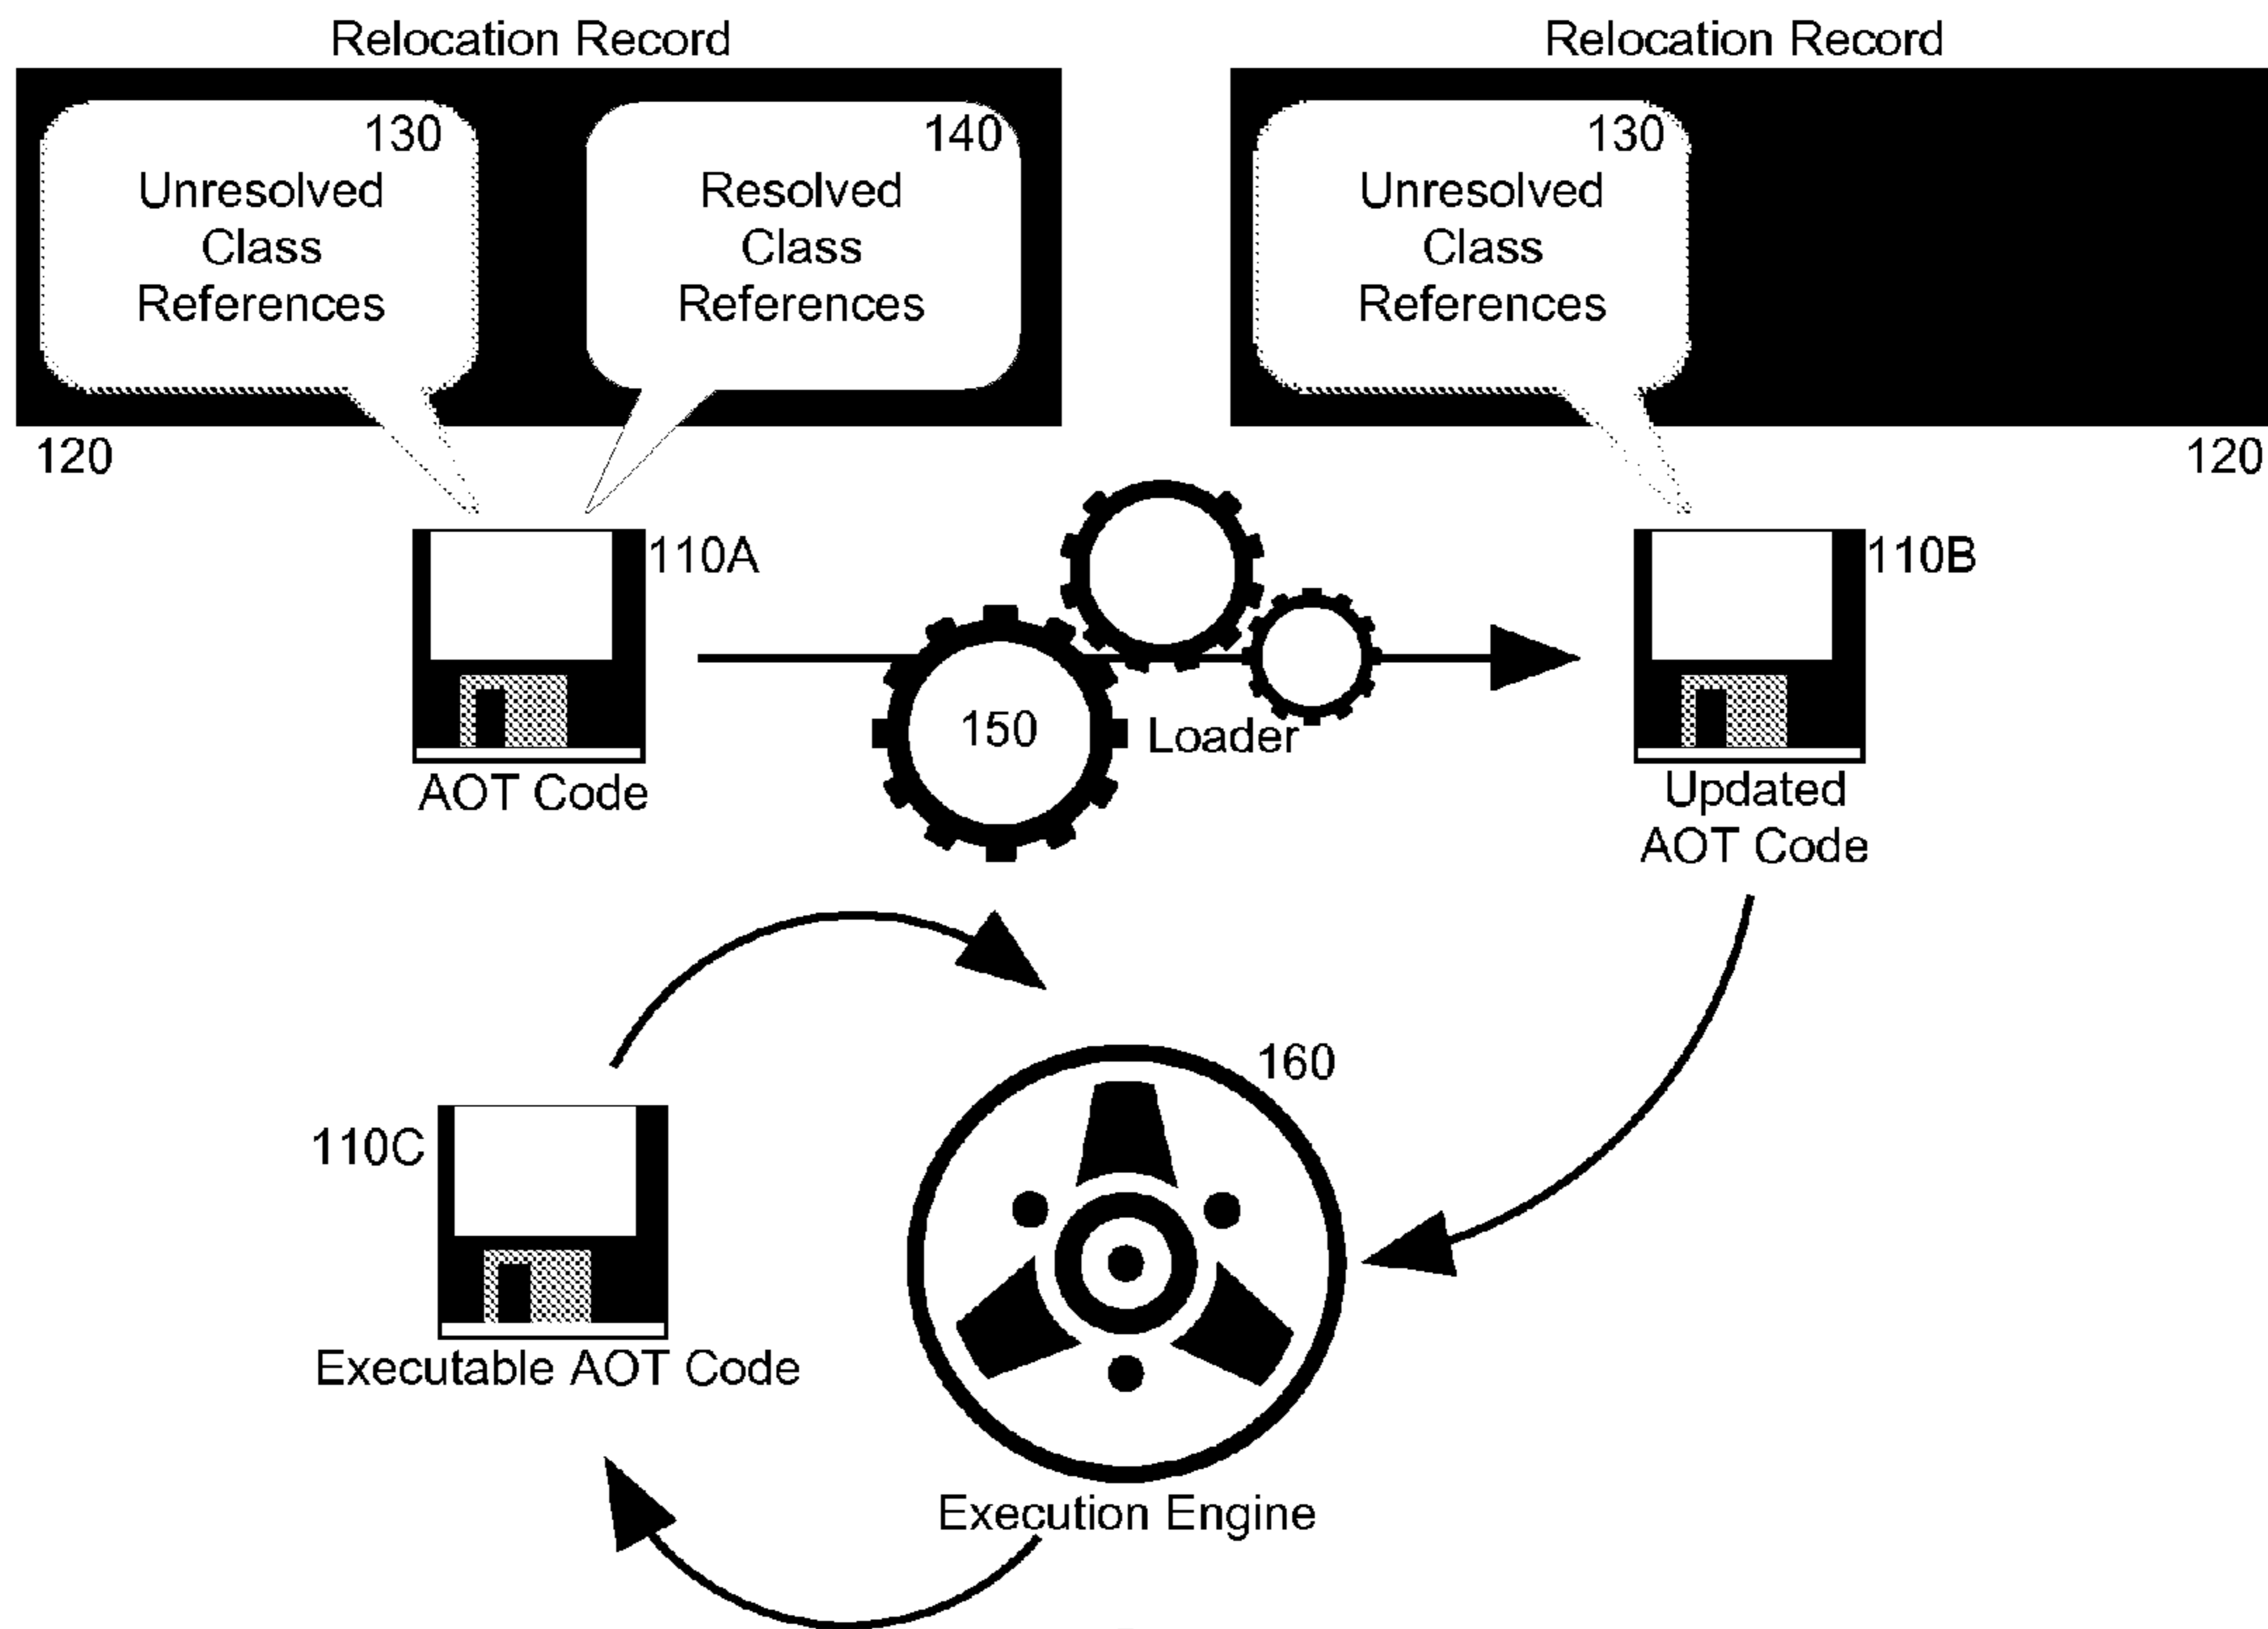 Relocation Record
Relocation Record
130
Unresolved
Class
References
140
Resolved
Class
References
130
Unresolved
Class
References
120
120
110A
AOT Code
150
Loader
110B
Updated
AOT Code
160
110C
Executable AOT Code
Execution Engine